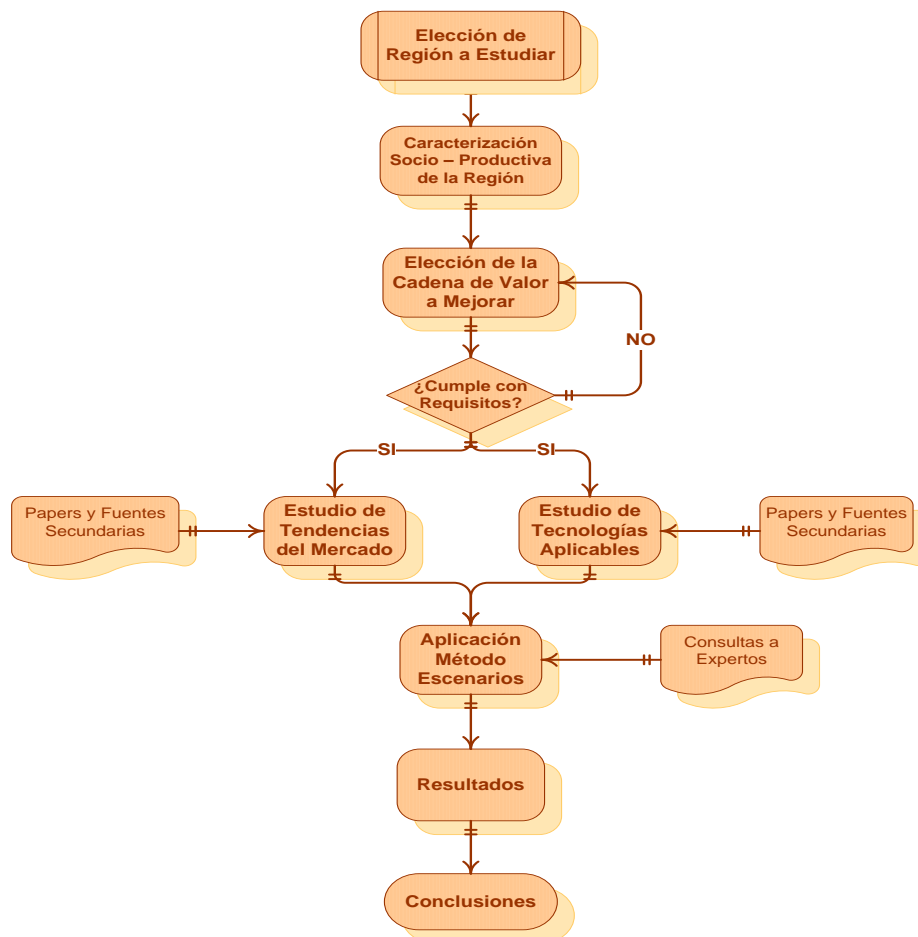 Elección de
Región a Estudiar
Caracterización
Socio – Productiva
de la Región
Elección de la
Cadena de Valor
a Mejorar
NO
¿Cumple con
Requisitos?
SI
SI
Papers y Fuentes
Secundarias
Estudio de
Tendencias
del Mercado
Estudio de
Tecnologías
Aplicables
Papers y Fuentes
Secundarias
Aplicación
Método
Escenarios
Consultas a
Expertos
Resultados
Conclusiones